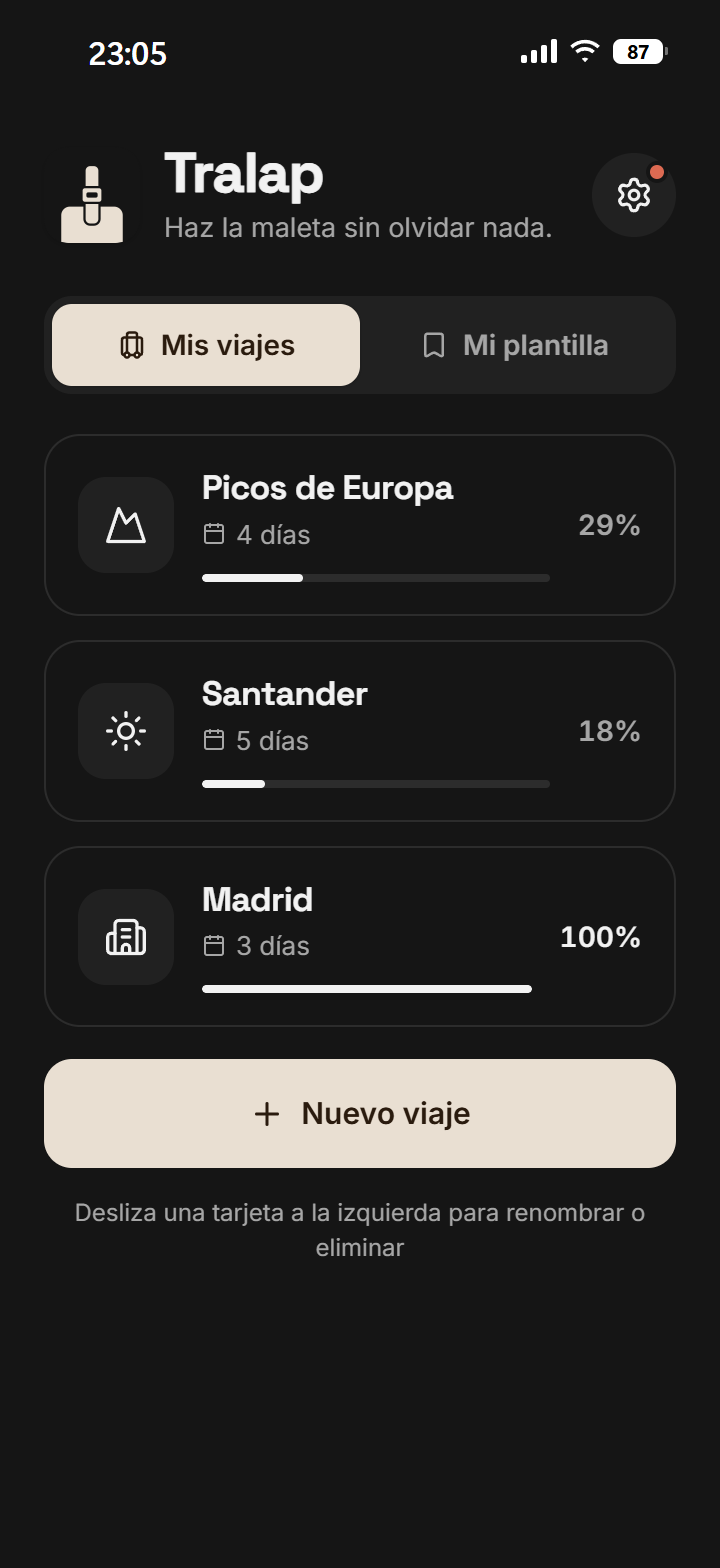 23:05
87
Tralap
Haz la maleta sin olvidar nada.
Mis viajes
Mi plantilla
Picos de Europa
4 días
29%
Santander
5 días
18%
Madrid
3 días
100%
Nuevo viaje
Desliza una tarjeta a la izquierda para renombrar o
eliminar